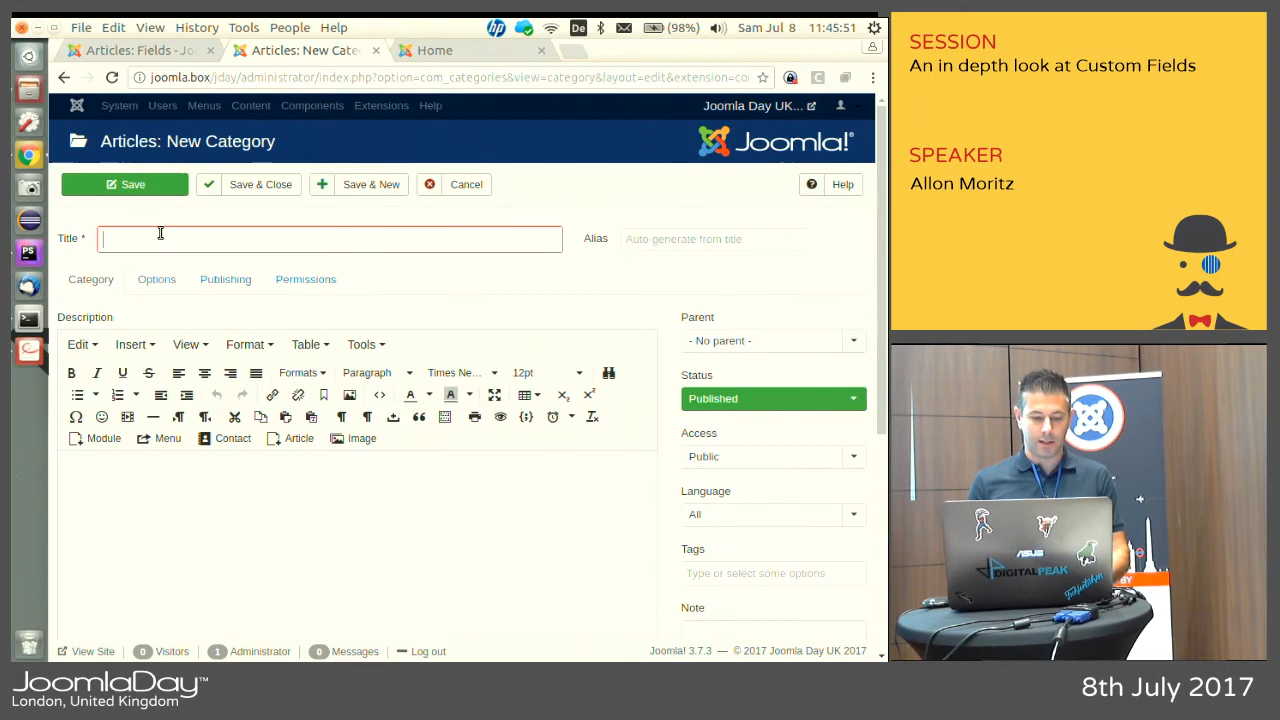 File Edit View History Tools People Help
De (98%) Sam Jul 8 11:45:51
Articles: Fields - Jo
Articles: New Cate
Home
joomla.box/jday/administrator/index.php?option=com_categories&view=category&layout=edit&extension=co
System Users Menus Content Components Extensions Help
Joomla Day UK...
Articles: New Category
Joomla!®
Save
Save & Close
Save & New
Cancel
Help
Title *
Alias
Auto-generate from title
Category Options Publishing Permissions
Description
Edit Insert View Format Table Tools
B I U S Formats Paragraph Times Ne... 12pt
Module Menu Contact Article Image
Parent
- No parent -
Status
Published
Access
Public
Language
All
Tags
Type or select some options
Note
View Site 0 Visitors 1 Administrator 0 Messages Log out
Joomla! 3.7.3 — © 2017 Joomla Day UK 2017
SESSION
An in depth look at Custom Fields
SPEAKER
Allon Moritz
ASUS
DIGITALPEAK
JoomlaDay™
London, United Kingdom
8th July 2017